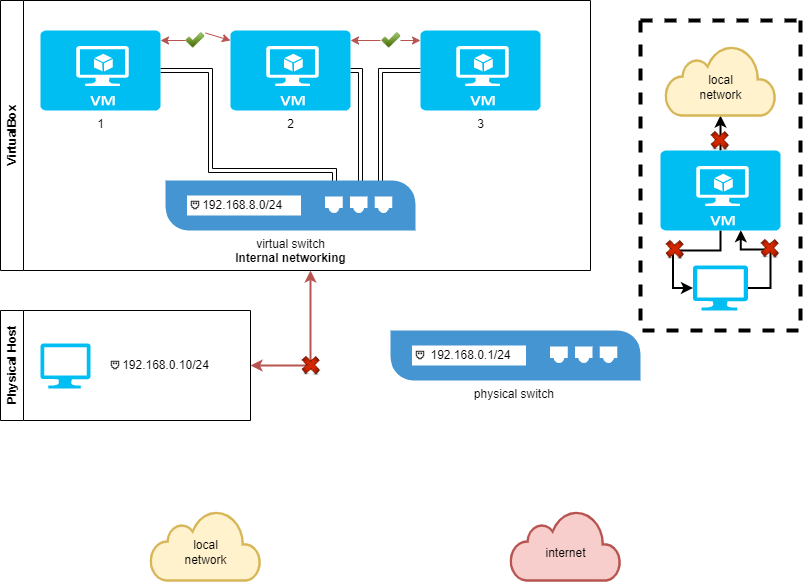 VirtualBox
VM
VM
VM
1
2
3
192.168.8.0/24
virtual switch
Internal networking
local
network
VM
Physical Host
192.168.0.10/24
192.168.0.1/24
physical switch
local
network
internet